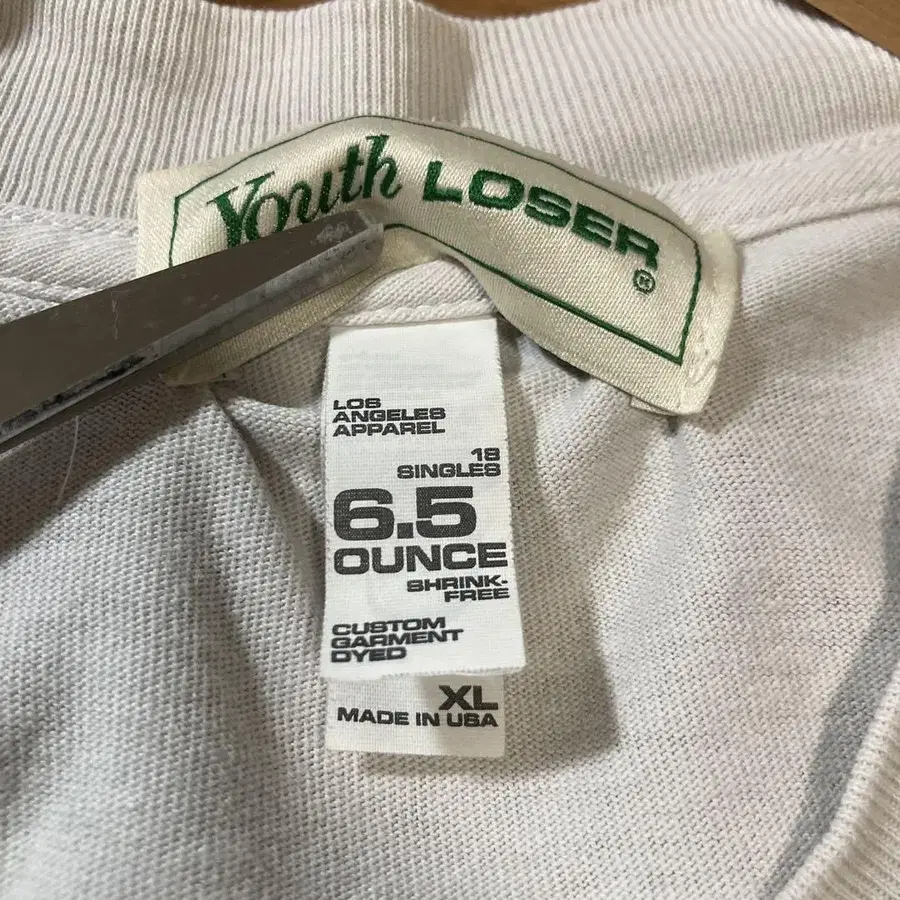 Youth LOSER
®
LOS
ANGELES
APPAREL
18
SINGLES
6.5
OUNCE
SHRINK-
FREE
CUSTOM
GARMENT
DYED
XL
MADE IN USA